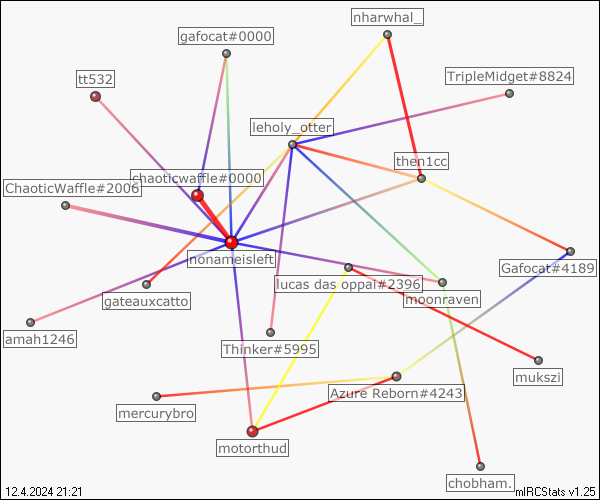 nharwhal_
gafocat#0000
tt532
TripleMidget#8824
leholy_otter
then1cc
chaoticwaffle#0000
ChaoticWaffle#2006
nonameisleft
Gafocat#4189
lucas das oppai#2396
gateauxcatto
moonraven
amah1246
Thinker#5995
mukszi
Azure Reborn#4243
mercurybro
motorthud
chobham.
12.4.2024 21:21
mIRCStats v1.25